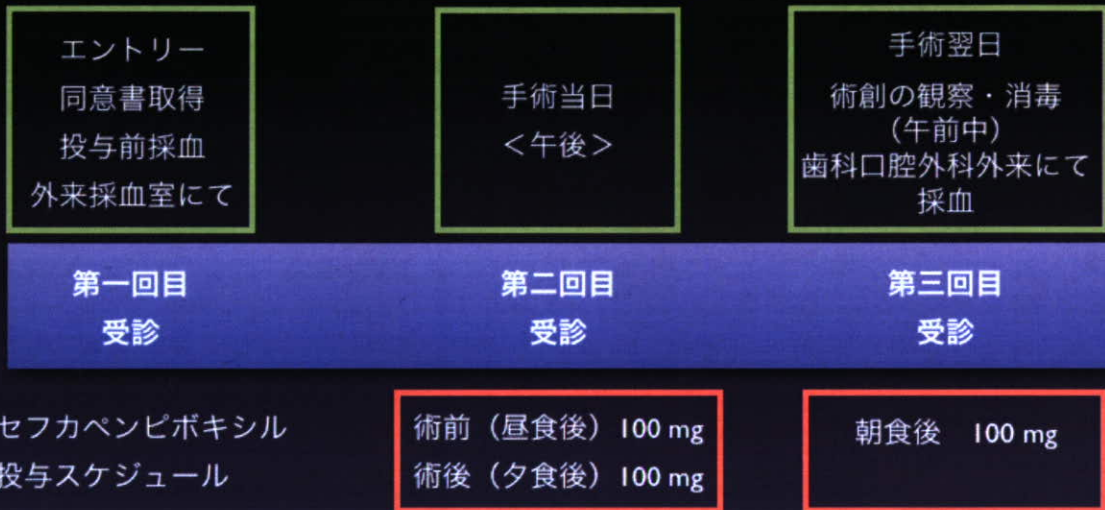 エントリー
同意書取得
投与前採血
外来採血室にて
手術当日
＜午後＞
手術翌日
術創の観察・消毒
（午前中）
歯科口腔外科外来にて
採血
第一回目
受診
第二回目
受診
第三回目
受診
セフカペンピボキシル
投与スケジュール
術前（昼食後）100 mg
術後（夕食後）100 mg
朝食後　100 mg